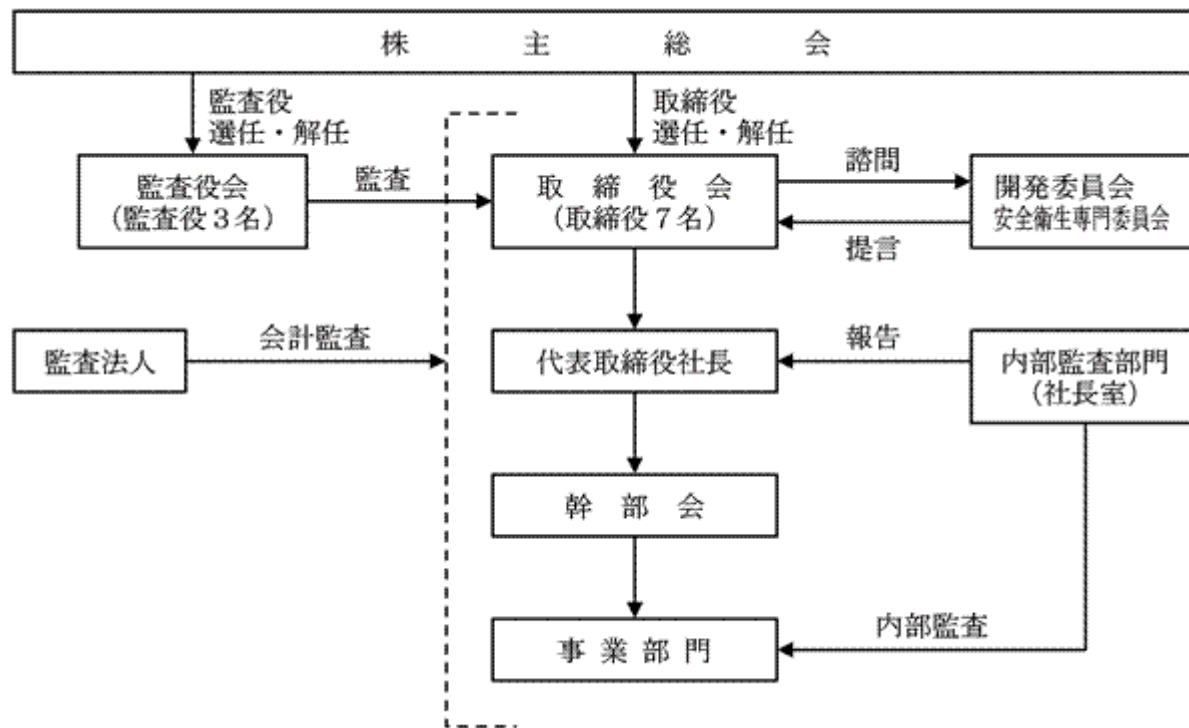 株主総会
監査役
選任・解任
取締役
選任・解任
監査役会
(監査役3名)
監査
取締役会
(取締役7名)
諮問
提言
開発委員会
安全衛生専門委員会
監査法人
会計監査
代表取締役社長
報告
内部監査部門
(社長室)
幹部会
事業部門
内部監査